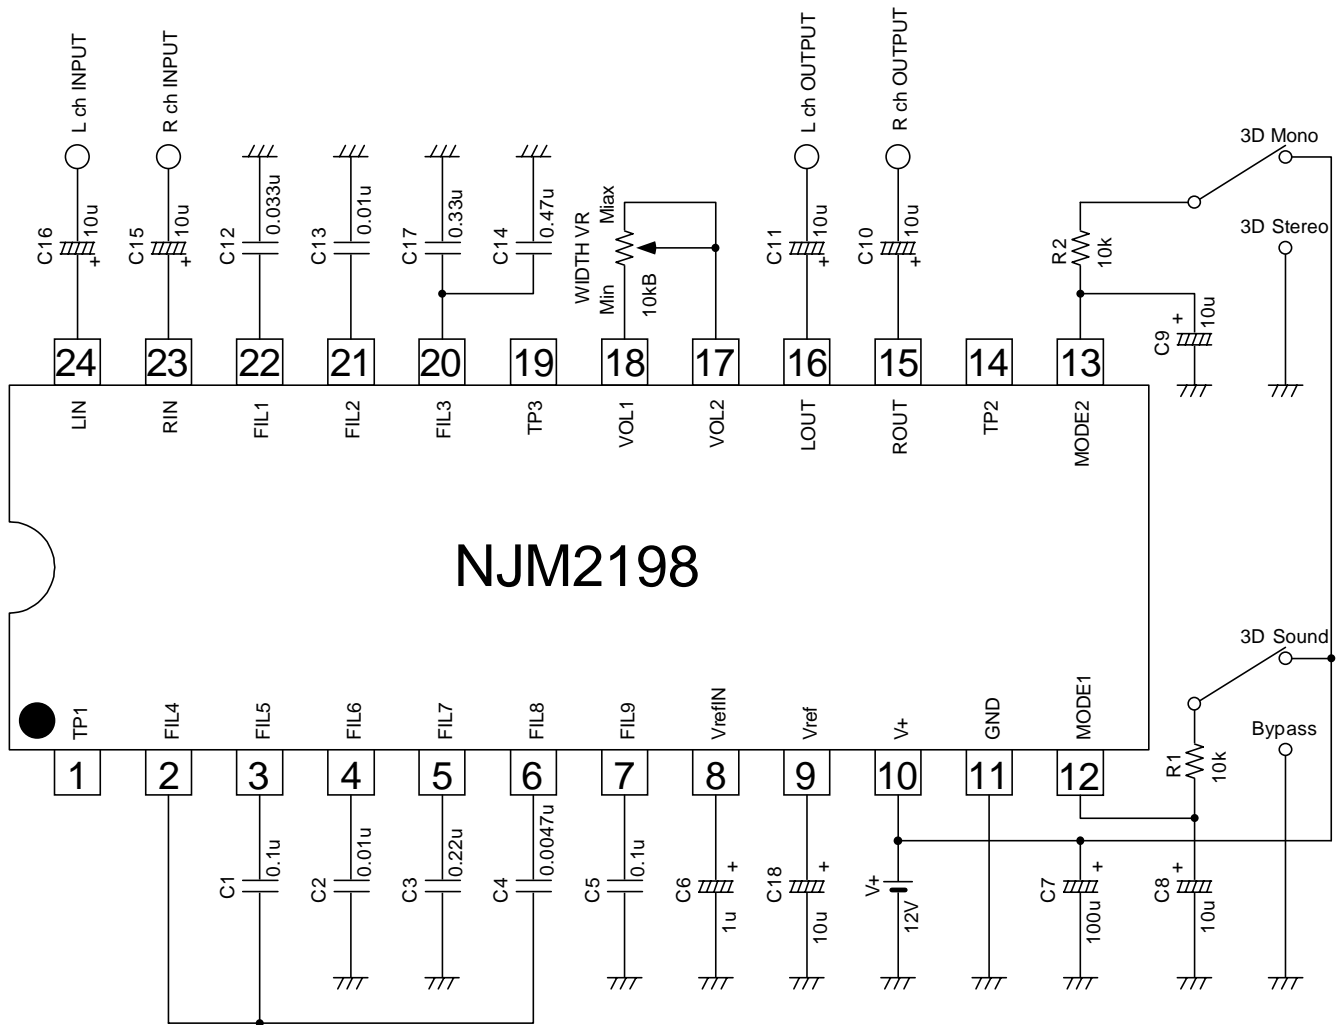 L ch INPUT
R ch INPUT
L ch OUTPUT
R ch OUTPUT
3D Mono
3D Stereo
C16
10u
+
C15
10u
+
C12
0.033u
C13
0.01u
C17
0.33u
C14
0.47u
WIDTH VR
Min
Miax
10kB
C11
10u
+
C10
10u
+
R2
10k
C9
+
10u
24
23
22
21
20
19
18
17
16
15
14
13
LIN
RIN
FIL1
FIL2
FIL3
TP3
VOL1
VOL2
LOUT
ROUT
TP2
MODE2
NJM2198
3D Sound
Bypass
TP1
FIL4
FIL5
FIL6
FIL7
FIL8
FIL9
VrefIN
Vref
V+
GND
MODE1
1
2
3
4
5
6
7
8
9
10
11
12
R1
10k
C1
0.1u
C2
0.01u
C3
0.22u
C4
0.0047u
C5
0.1u
C6
+
1u
C18
+
10u
V+
12V
C7
+
100u
C8
+
10u